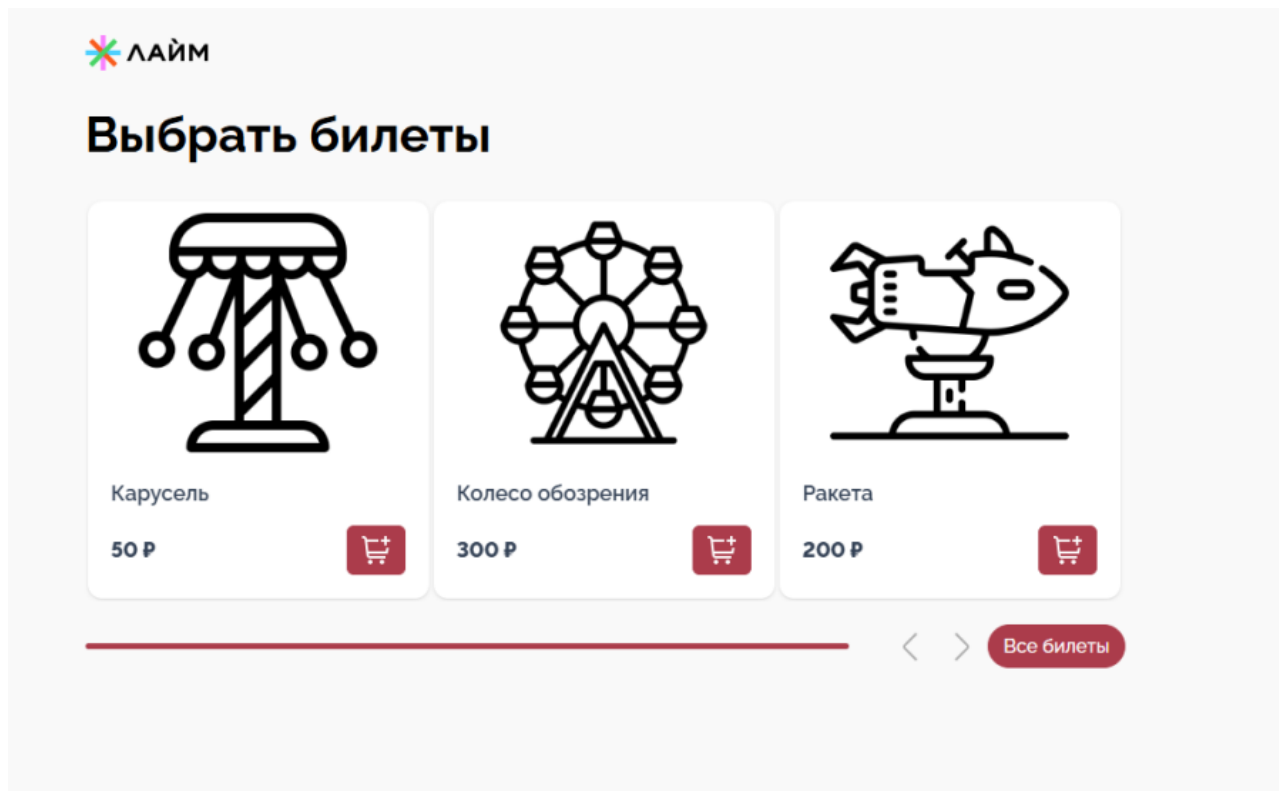 ЛАЙМ
Выбрать билеты
Карусель
50 ₽
Колесо обозрения
300 ₽
Ракета
200 ₽
Все билеты